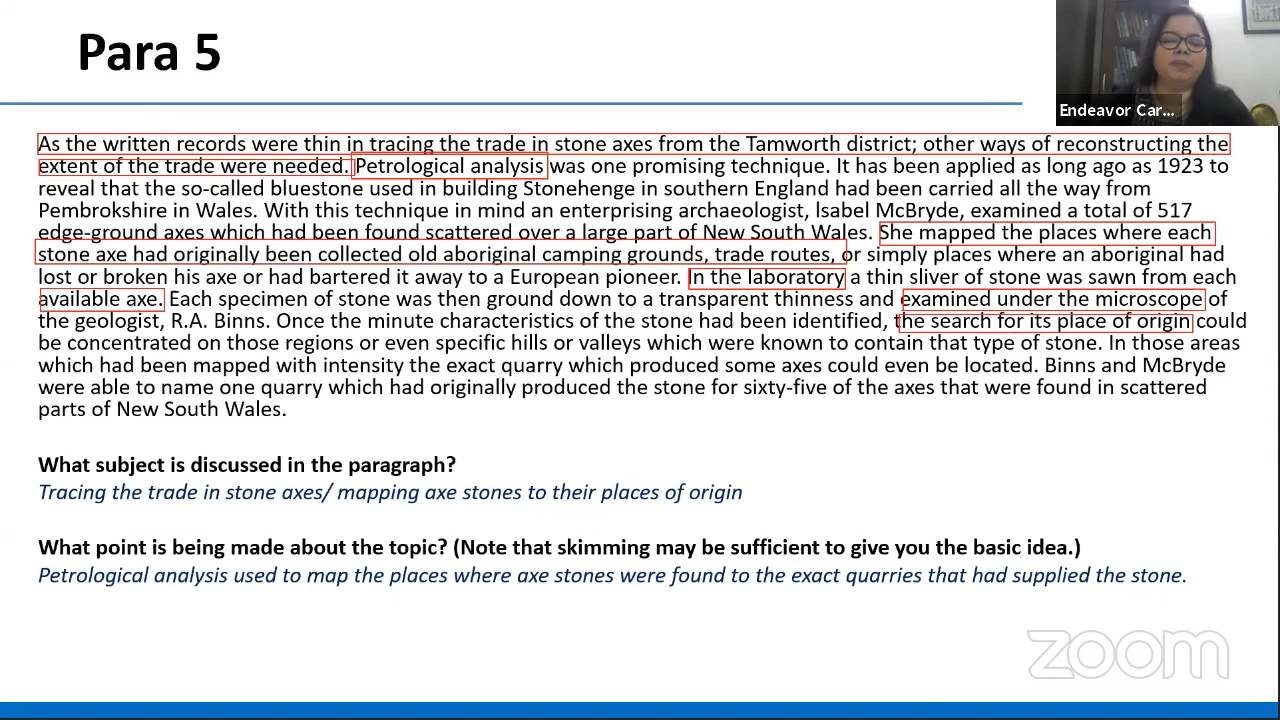 Para 5
Endeavor Car...
As the written records were thin in tracing the trade in stone axes from the Tamworth district; other ways of reconstructing the
extent of the trade were needed. Petrological analysis was one promising technique. It has been applied as long ago as 1923 to
reveal that the so-called bluestone used in building Stonehenge in southern England had been carried all the way from
Pembrokshire in Wales. With this technique in mind an enterprising archaeologist, lsabel McBryde, examined a total of 517
edge-ground axes which had been found scattered over a large part of New South Wales. She mapped the places where each
stone axe had originally been collected old aboriginal camping grounds, trade routes, or simply places where an aboriginal had
lost or broken his axe or had bartered it away to a European pioneer. In the laboratory a thin sliver of stone was sawn from each
available axe. Each specimen of stone was then ground down to a transparent thinness and examined under the microscope of
the geologist, R.A. Binns. Once the minute characteristics of the stone had been identified, the search for its place of origin could
be concentrated on those regions or even specific hills or valleys which were known to contain that type of stone. In those areas
which had been mapped with intensity the exact quarry which produced some axes could even be located. Binns and McBryde
were able to name one quarry which had originally produced the stone for sixty-five of the axes that were found in scattered
parts of New South Wales.
What subject is discussed in the paragraph?
Tracing the trade in stone axes/ mapping axe stones to their places of origin
What point is being made about the topic? (Note that skimming may be sufficient to give you the basic idea.)
Petrological analysis used to map the places where axe stones were found to the exact quarries that had supplied the stone.
zoom